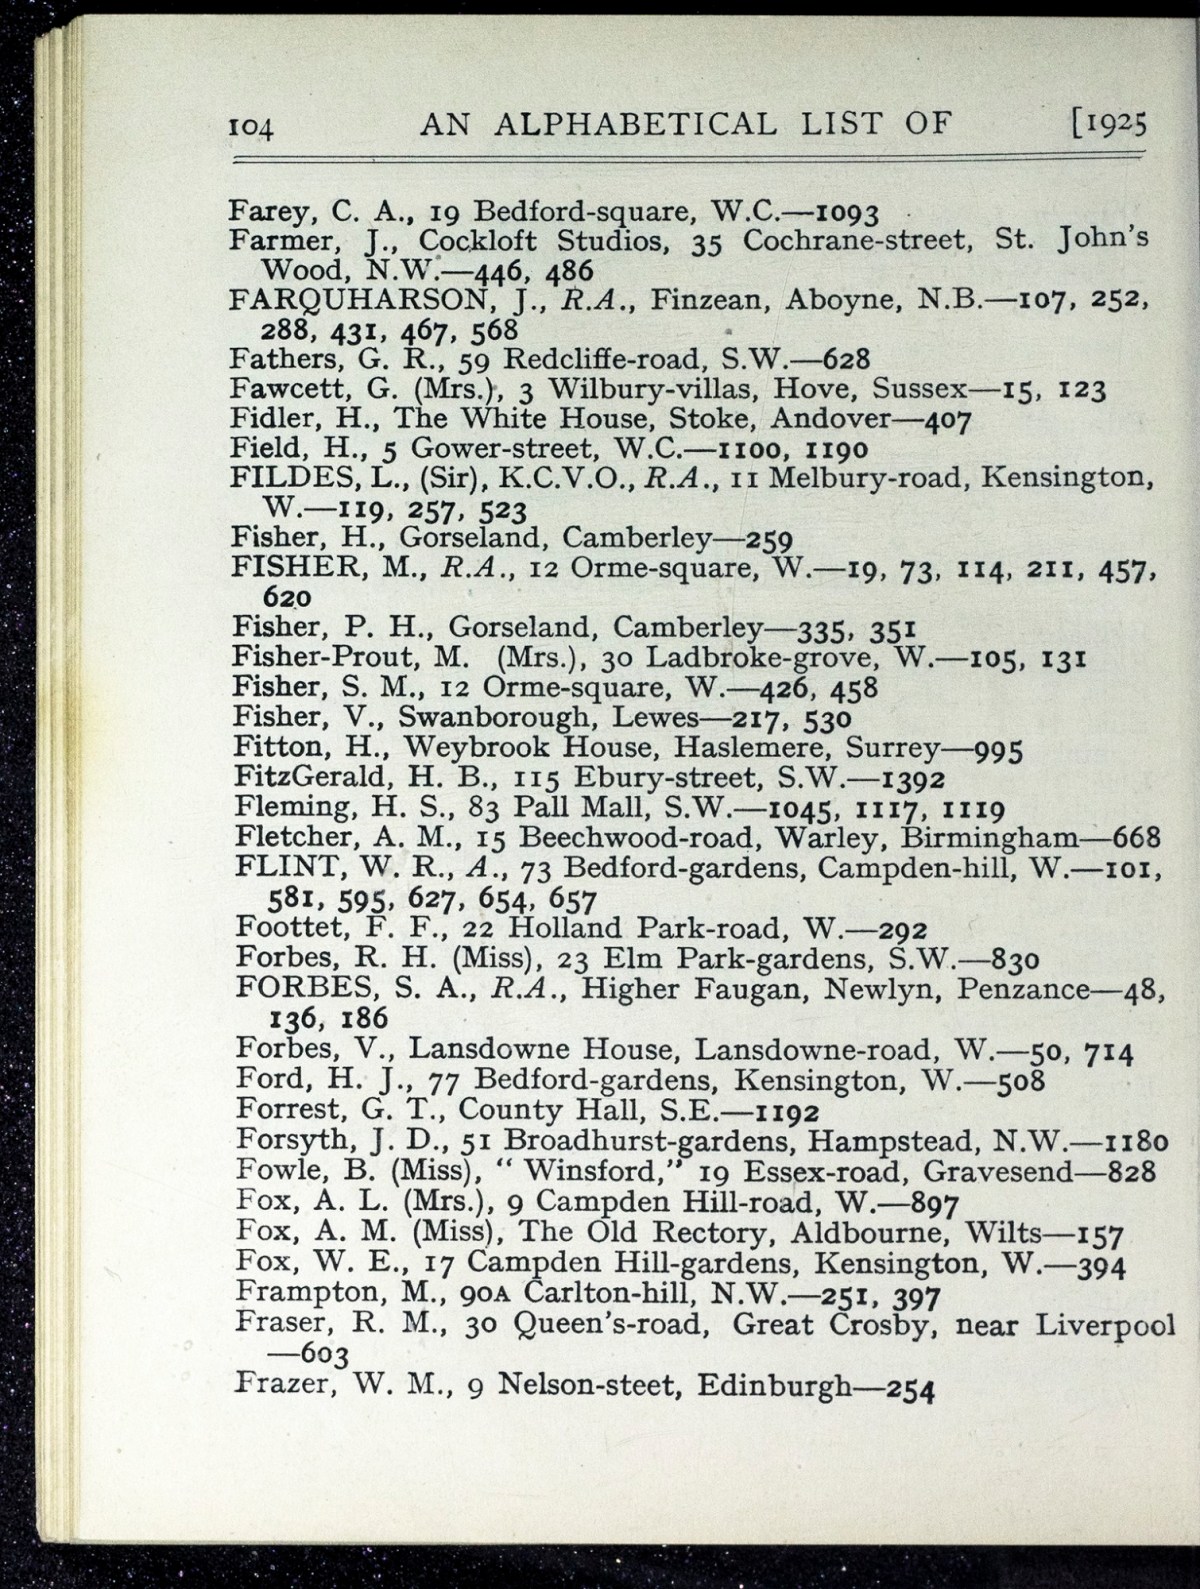 104 AN ALPHABETICAL LIST OF [1925
Farey, C. A., 19 Bedford-square, W.C.—1093
Farmer, J., Cockloft Studios, 35 Cochrane-street, St. John's
Wood, N.W.—446, 486
FARQUHARSON, J., R.A., Finzean, Aboyne, N.B.—107, 252,
288, 431, 467, 568
Fathers, G. R., 59 Redcliffe-road, S.W.—628
Fawcett, G. (Mrs.), 3 Wilbury-villas, Hove, Sussex—15, 123
Fidler, H., The White House, Stoke, Andover—407
Field, H., 5 Gower-street, W.C.—1100, 1190
FILDES, L., (Sir), K.C.V.O., R.A., 11 Melbury-road, Kensington,
W.—119, 257, 523
Fisher, H., Gorseland, Camberley—259
FISHER, M., R.A., 12 Orme-square, W.—19, 73, 114, 211, 457,
620
Fisher, P. H., Gorseland, Camberley—335, 351
Fisher-Prout, M. (Mrs.), 30 Ladbroke-grove, W.—105, 131
Fisher, S. M., 12 Orme-square, W.—426, 458
Fisher, V., Swanborough, Lewes—217, 530
Fitton, H., Weybrook House, Haslemere, Surrey—995
FitzGerald, H. B., 115 Ebury-street, S.W.—1392
Fleming, H. S., 83 Pall Mall, S.W.—1045, 1117, 1119
Fletcher, A. M., 15 Beechwood-road, Warley, Birmingham—668
FLINT, W. R., A., 73 Bedford-gardens, Campden-hill, W.—101,
581, 595, 627, 654, 657
Foottet, F. F., 22 Holland Park-road, W.—292
Forbes, R. H. (Miss), 23 Elm Park-gardens, S.W.—830
FORBES, S. A., R.A., Higher Faugan, Newlyn, Penzance—48,
136, 186
Forbes, V., Lansdowne House, Lansdowne-road, W.—50, 714
Ford, H. J., 77 Bedford-gardens, Kensington, W.—508
Forrest, G. T., County Hall, S.E.—1192
Forsyth, J. D., 51 Broadhurst-gardens, Hampstead, N.W.—1180
Fowle, B. (Miss), “ Winsford,” 19 Essex-road, Gravesend—828
Fox, A. L. (Mrs.), 9 Campden Hill-road, W.—897
Fox, A. M. (Miss), The Old Rectory, Aldbourne, Wilts—157
Fox, W. E., 17 Campden Hill-gardens, Kensington, W.—394
Frampton, M., 90A Carlton-hill, N.W.—251, 397
Fraser, R. M., 30 Queen's-road, Great Crosby, near Liverpool
—603
Frazer, W. M., 9 Nelson-steet, Edinburgh—254